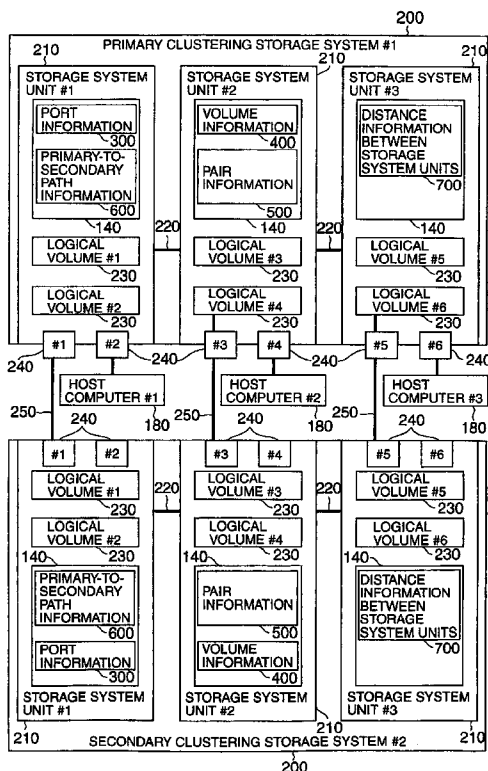 200
210
PRIMARY CLUSTERING STORAGE SYSTEM #1
210
STORAGE SYSTEM
UNIT #1
PORT
INFORMATION
300
PRIMARY-TO-
SECONDARY
PATH
INFORMATION
600
140
LOGICAL
VOLUME #1
230
LOGICAL
VOLUME #2
230
220
STORAGE SYSTEM
UNIT #2
210
VOLUME
INFORMATION
400
PAIR
INFORMATION
500
140
LOGICAL
VOLUME #3
230
LOGICAL
VOLUME #4
230
220
STORAGE SYSTEM
UNIT #3
DISTANCE
INFORMATION
BETWEEN
STORAGE
SYSTEM UNITS
700
140
LOGICAL
VOLUME #5
230
LOGICAL
VOLUME #6
230
240
#1
#2
240
#3
#4
240
#5
#6
240
250
HOST
COMPUTER #1
180
250
HOST
COMPUTER #2
180
250
HOST
COMPUTER #3
180
240
#1
#2
240
#3
#4
240
#5
#6
LOGICAL
VOLUME #1
230
LOGICAL
VOLUME #2
230
140
PRIMARY-TO-
SECONDARY
PATH
INFORMATION
600
PORT
INFORMATION
300
STORAGE SYSTEM
UNIT #1
210
220
LOGICAL
VOLUME #3
230
LOGICAL
VOLUME #4
230
140
PAIR
INFORMATION
500
VOLUME
INFORMATION
400
STORAGE SYSTEM
UNIT #2
210
220
LOGICAL
VOLUME #5
230
LOGICAL
VOLUME #6
230
140
DISTANCE
INFORMATION
BETWEEN
STORAGE
SYSTEM UNITS
700
STORAGE SYSTEM
UNIT #3
210
SECONDARY CLUSTERING STORAGE SYSTEM #2
200